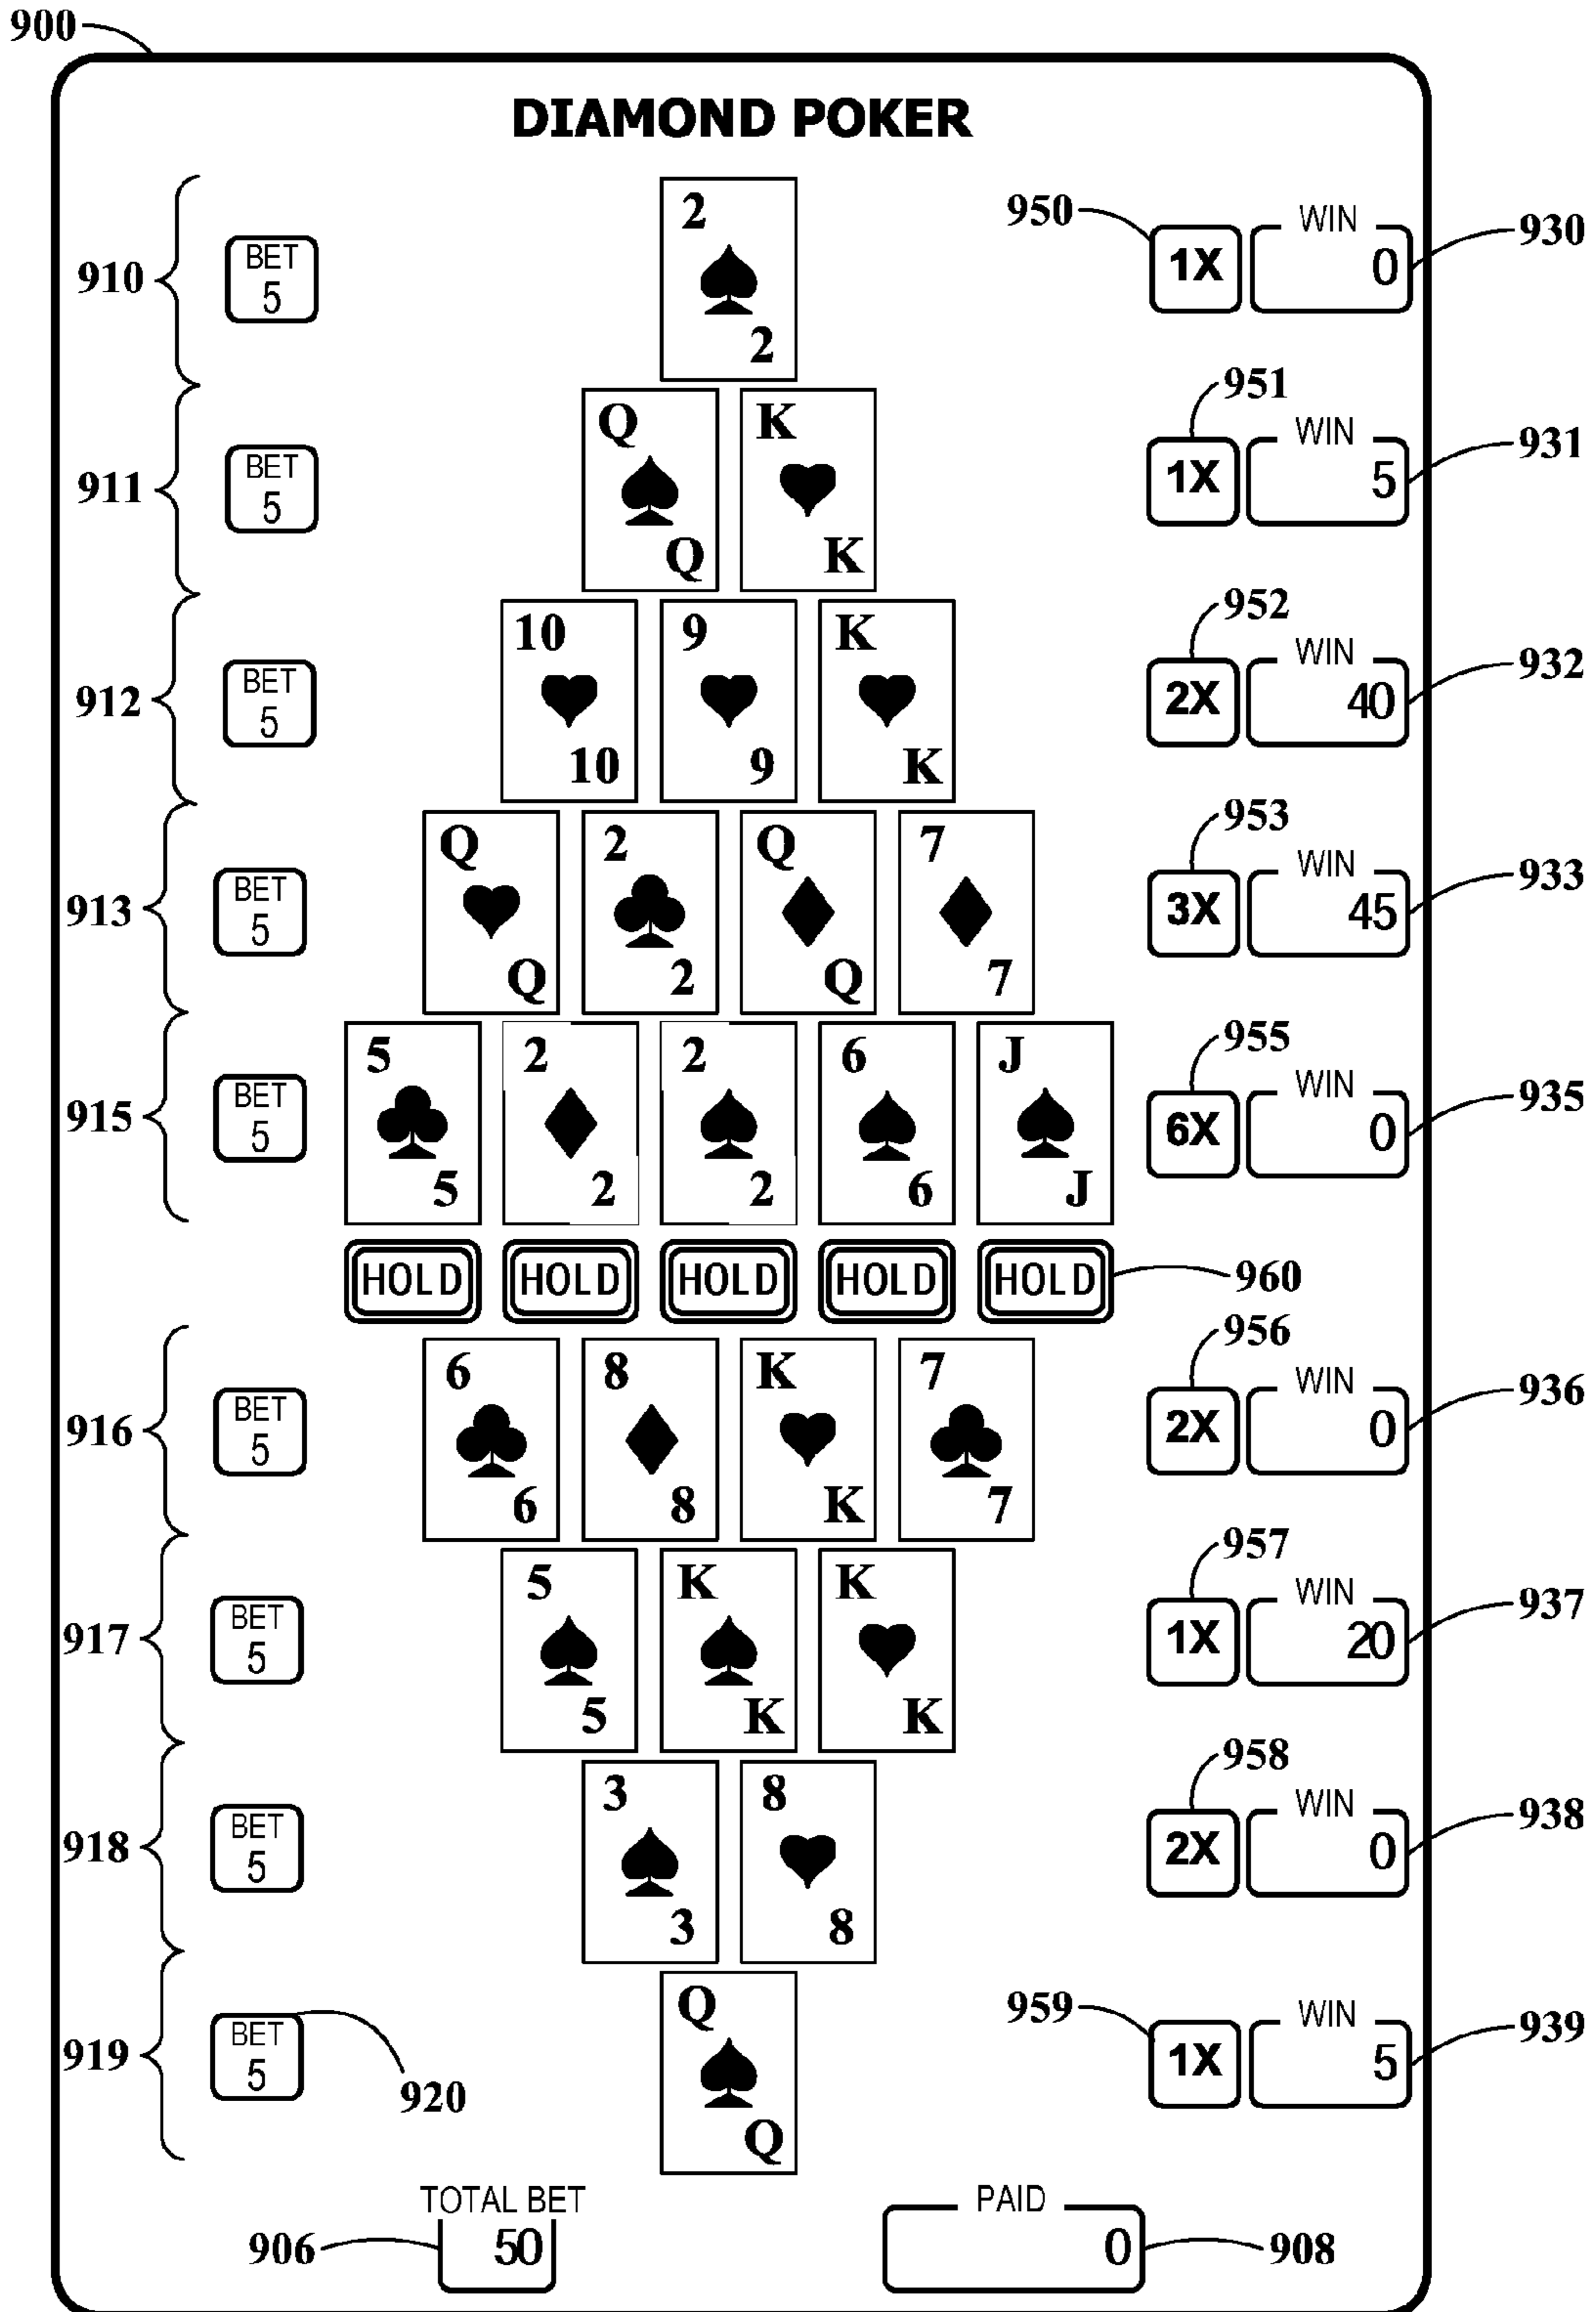 900
DIAMOND POKER
2
950
WIN
930
910
BET
1X
0
5
2
951
Q
K
WIN
931
911
BET
1X
5
5
Q
K
952
10
9
K
WIN
932
912
BET
2X
40
5
10
9
K
953
Q
2
Q
7
WIN
933
913
BET
3X
45
5
Q
2
Q
7
955
5
2
2
6
J
WIN
935
915
BET
6X
0
5
5
2
2
6
J
HOLD HOLD HOLD HOLD HOLD
960
956
6
8
K
7
WIN
936
916
BET
2X
0
5
6
8
K
7
957
5
K
K
WIN
937
917
BET
1X
20
5
5
K
K
958
3
8
WIN
938
918
BET
2X
0
5
3
8
959
Q
WIN
939
919
BET
1X
5
5
920
Q
TOTAL BET
PAID
906
50
0
908